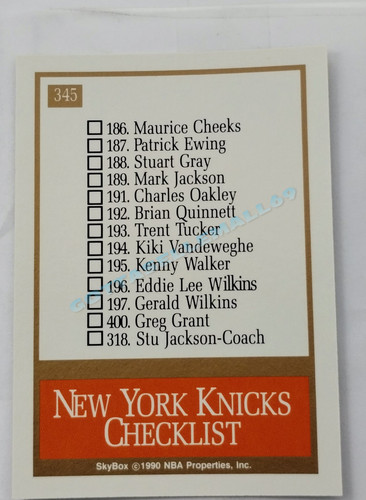 345
186. Maurice Cheeks
187. Patrick Ewing
188. Stuart Gray
189. Mark Jackson
191. Charles Oakley
192. Brian Quinnett
193. Trent Tucker
194. Kiki Vandeweghe
195. Kenny Walker
196. Eddie Lee Wilkins
197. Gerald Wilkins
400. Greg Grant
318. Stu Jackson-Coach
NEW YORK KNICKS
CHECKLIST
SkyBox ©1990 NBA Properties, Inc.